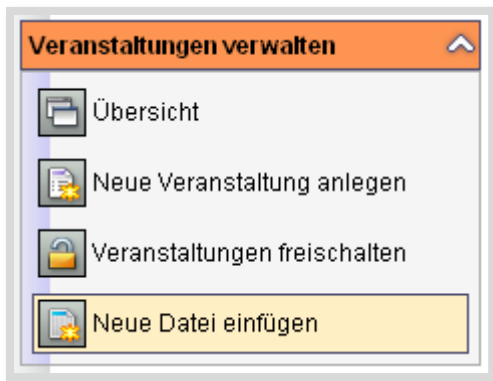 Veranstaltungen verwalten
Übersicht
Neue Veranstaltung anlegen
Veranstaltungen freischalten
Neue Datei einfügen